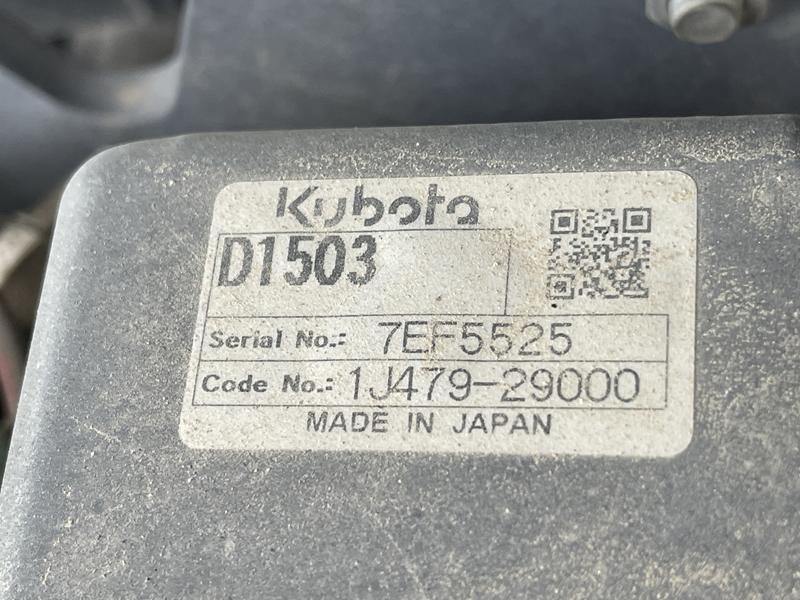 Kubota
D1503
Serial No.: 7EF5525
Code No.: 1J479-29000
MADE IN JAPAN